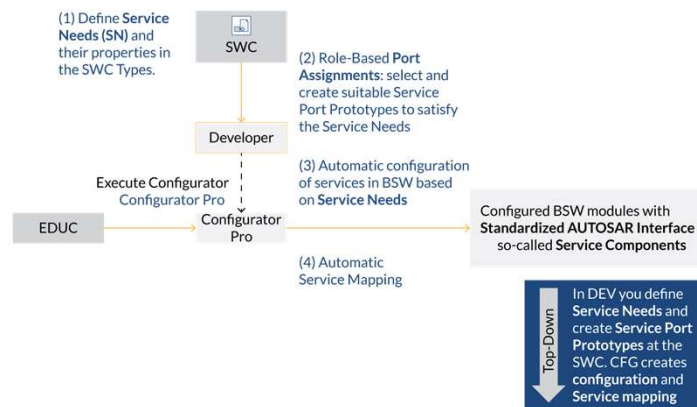 (1) Define Service
Needs (SN) and
their properties in
the SWC Types.
SWC
(2) Role-Based Port
Assignments: select and
create suitable Service
Port Prototypes to satisfy
the Service Needs
Developer
(3) Automatic configuration
of services in BSW based
on Service Needs
Execute Configurator
Configurator Pro
EDUC
Configurator
Pro
Configured BSW modules with
Standardized AUTOSAR Interface
so-called Service Components
(4) Automatic
Service Mapping
Top-Down
In DEV you define
Service Needs and
create Service Port
Prototypes at the
SWC. CFG creates
configuration and
Service mapping